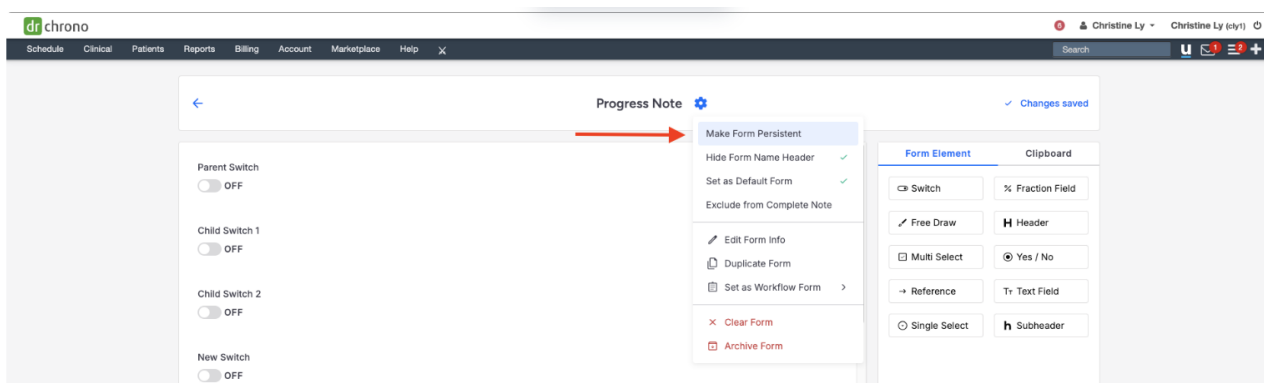 dr chrono
6 Christine Ly Christine Ly (cly1)
Schedule Clinical Patients Reports Billing Account Marketplace Help Search u 1 2
Progress Note
Changes saved
Make Form Persistent
Hide Form Name Header
Set as Default Form
Exclude from Complete Note
Edit Form Info
Duplicate Form
Set as Workflow Form
Clear Form
Archive Form
Parent Switch
OFF
Child Switch 1
OFF
Child Switch 2
OFF
New Switch
OFF
Form Element Clipboard
Switch % Fraction Field
Free Draw H Header
Multi Select Yes / No
Reference Tт Text Field
Single Select h Subheader